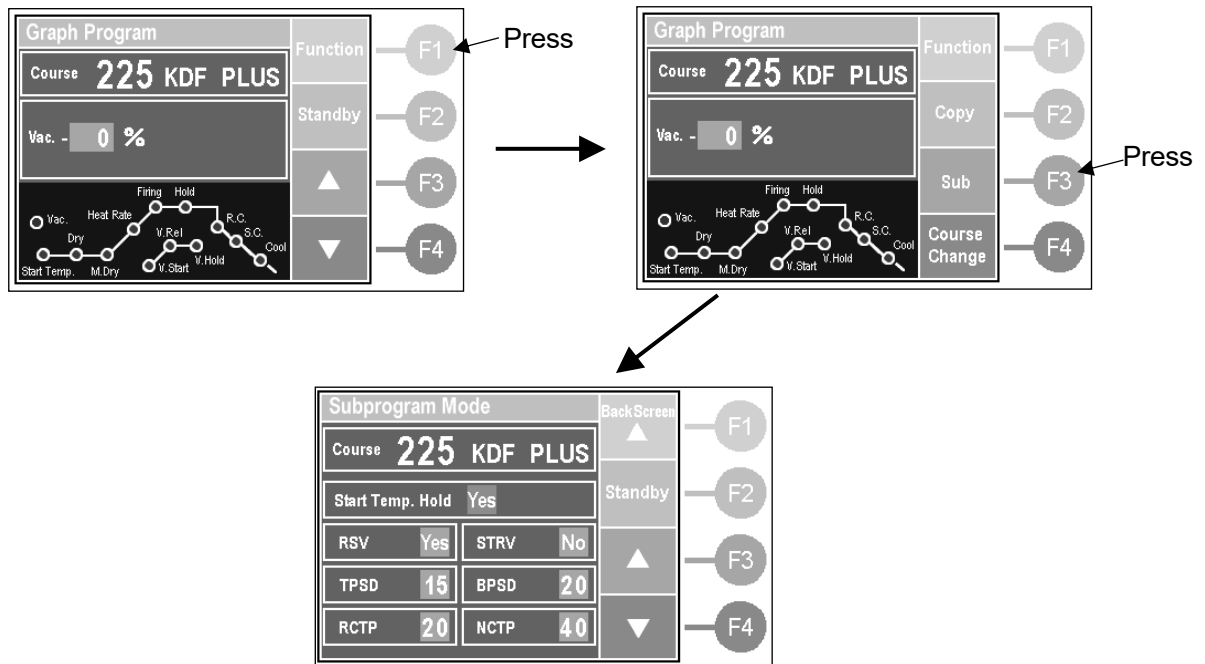 Graph Program
Function
F1
Press
Course 225 KDF PLUS
Standby
F2
Vac. - 0 %
▲
F3
▼
F4
Firing Hold
Vac. Heat Rate R.C.
Dry V.Rel S.C.
Cool
V.Hold
Start Temp. M.Dry V.Start
Graph Program
Function
F1
Course 225 KDF PLUS
Copy
F2
Vac. - 0 %
Press
Sub
F3
Course
Change
F4
Firing Hold
Vac. Heat Rate R.C.
Dry V.Rel S.C.
Cool
V.Hold
Start Temp. M.Dry V.Start
Subprogram Mode
Back Screen
▲
F1
Course 225 KDF PLUS
Standby
F2
Start Temp. Hold Yes
RSV Yes STRV No
▲
F3
TPSD 15 BPSD 20
RCTP 20 NCTP 40
▼
F4